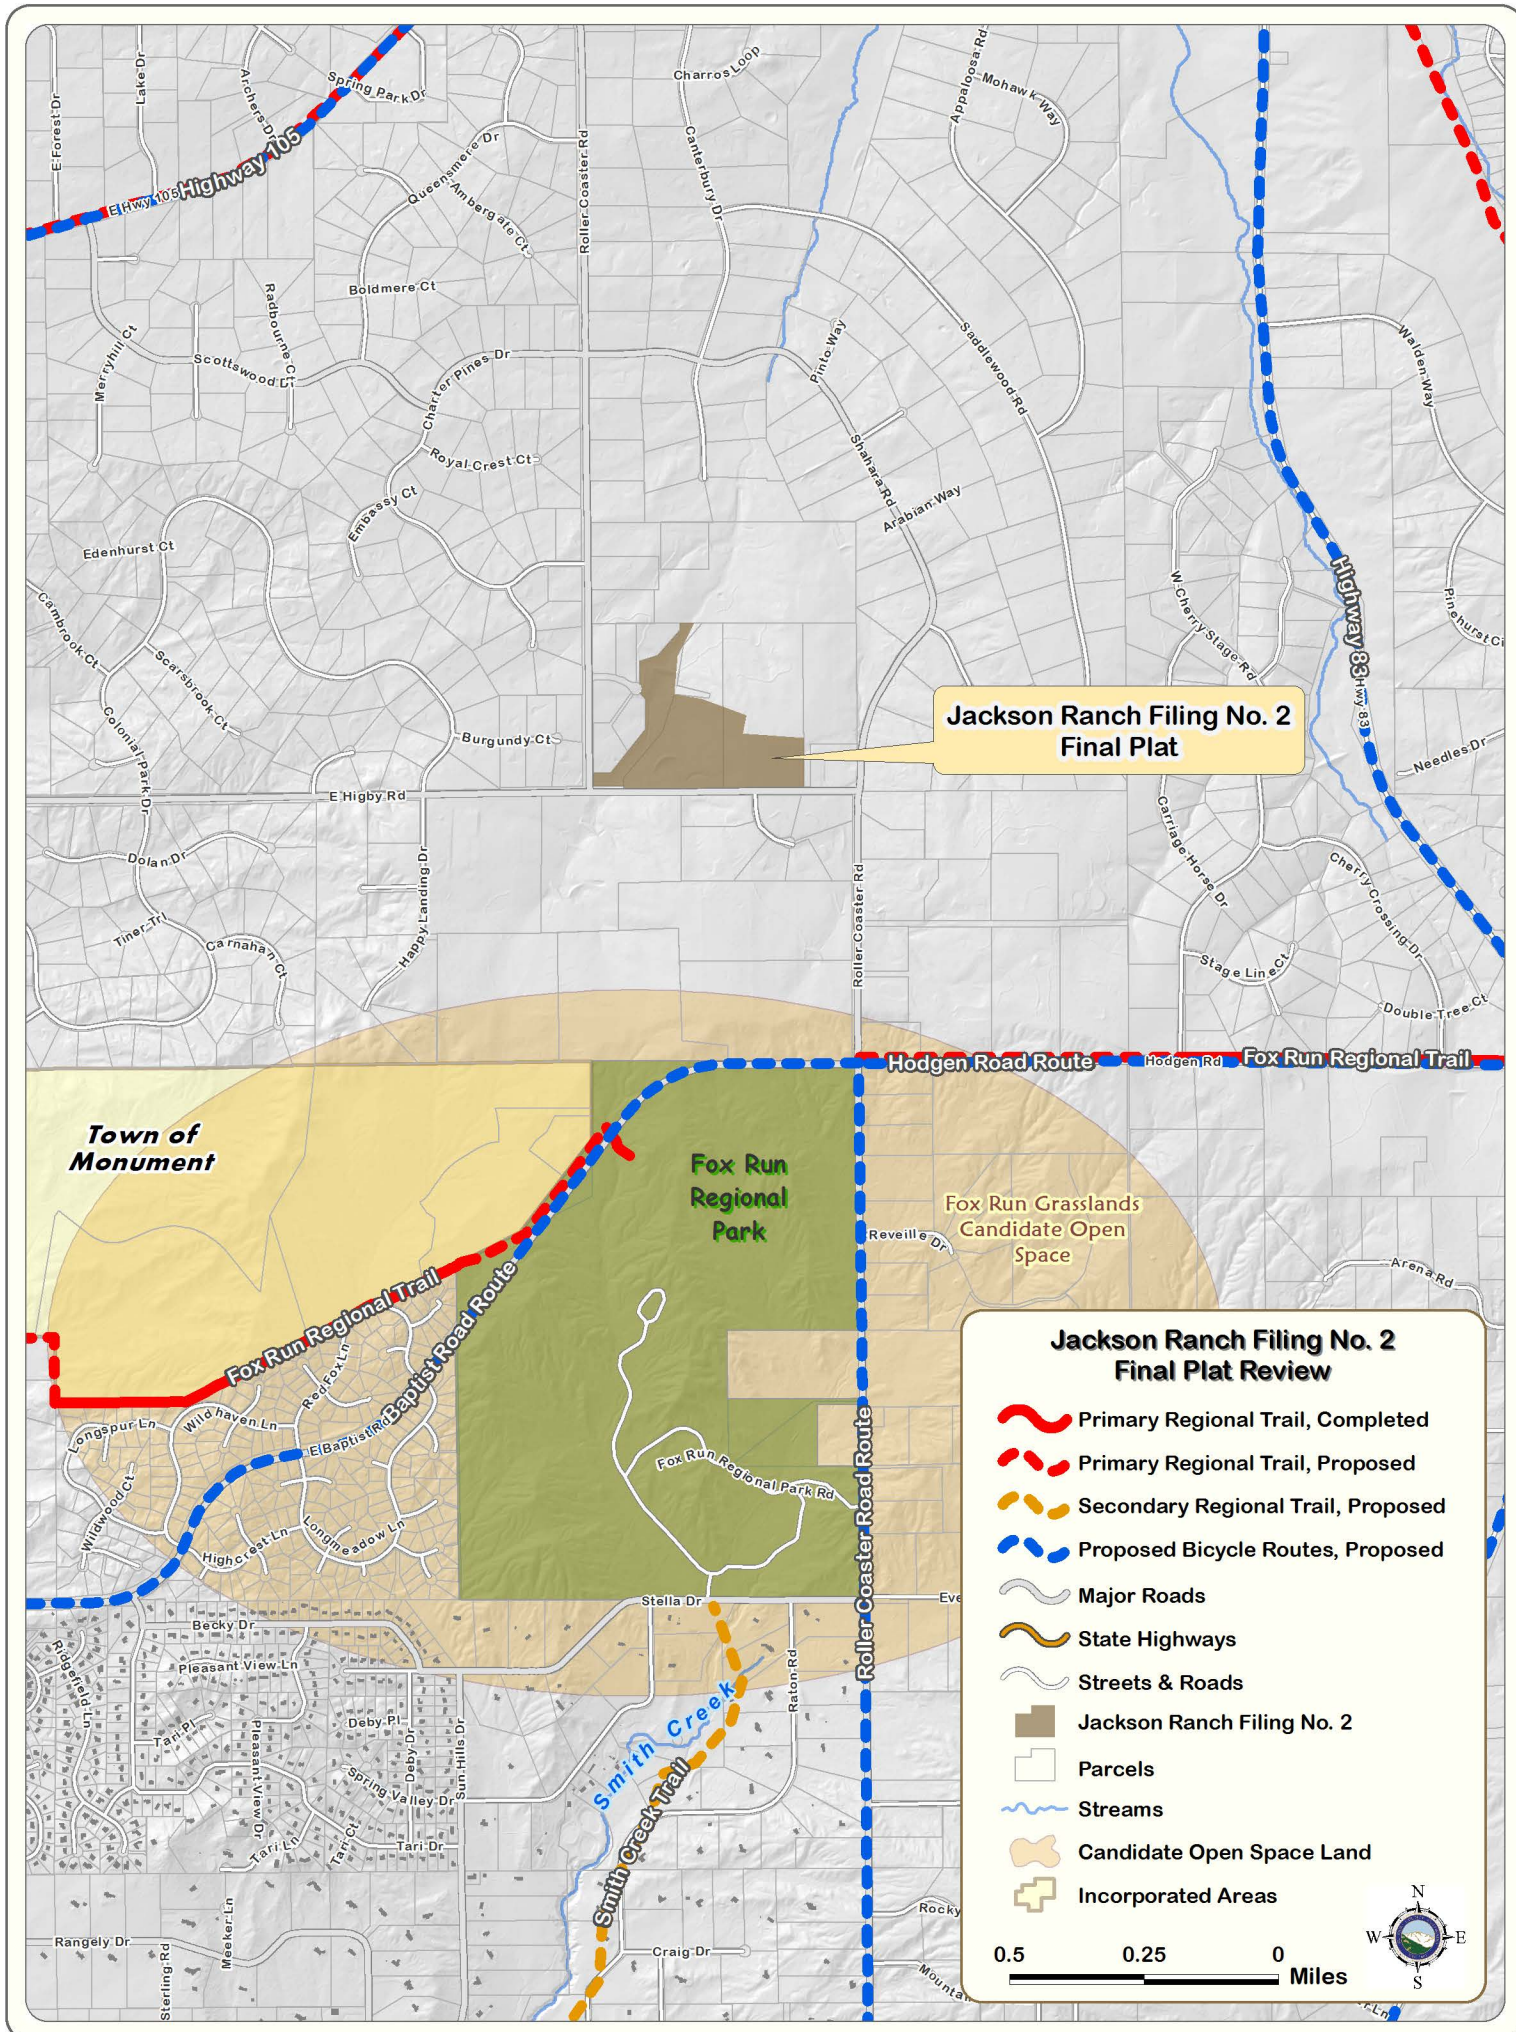 E Forest Dr
Lake Dr
Archers Dr
Spring Park Dr
E Hwy 105
Highway 105
Queensmere Dr
Ambergate Ct
Roller Coaster Rd
Charros Loop
Canterbury Dr
Appaloosa Rd
Mohawk Way
Boldmere Ct
Radbourne Ct
Merryhill Ct
Scottswood Dr
Charter Pines Dr
Royal Crest Ct
Embassy Ct
Edenhurst Ct
Cambrook Ct
Scarsbrook Ct
Colonial Park Dr
Burgundy Ct
E Higby Rd
Pinto Way
Saddlewood Rd
Shahara Rd
Arabian Way
Walden Way
Highway 83
Hwy 83
W Cherry Stage Rd
Pinehurst Ci
Needles Dr
Jackson Ranch Filing No. 2
Final Plat
Dolan Dr
Tiner Trl
Carnahan Ct
Happy Landing Dr
Roller Coaster Rd
Carriage Horse Dr
Cherry Crossing Dr
Stage Line Ct
Double Tree Ct
Hodgen Road Route
Hodgen Rd
Fox Run Regional Trail
Town of
Monument
Fox Run
Regional
Park
Fox Run Grasslands
Candidate Open
Space
Reveille Dr
Arena Rd
Fox Run Regional Trail
Baptist Road Route
E Baptist Rd
Red Fox Ln
Wildhaven Ln
Longspur Ln
Wildwood Ct
Highcrest Ln
Longmeadow Ln
Fox Run Regional Park Rd
Roller Coaster Road Route
Stella Dr
Eve
Becky Dr
Ridgefield Ln
Pleasant View Ln
Tari Pl
Pleasant View Dr
Deby Pl
Deby Dr
Sun Hills Dr
Spring Valley Dr
Tari Ln
Tari Ct
Tari Dr
Raton Rd
Smith Creek
Smith Creek Trail
Rangely Dr
Sterling Rd
Meeker Ln
Craig Dr
Rocky
Mountai
r Ln
Jackson Ranch Filing No. 2
Final Plat Review
Primary Regional Trail, Completed
Primary Regional Trail, Proposed
Secondary Regional Trail, Proposed
Proposed Bicycle Routes, Proposed
Major Roads
State Highways
Streets & Roads
Jackson Ranch Filing No. 2
Parcels
Streams
Candidate Open Space Land
Incorporated Areas
N
W
E
S
0.5
0.25
0
Miles